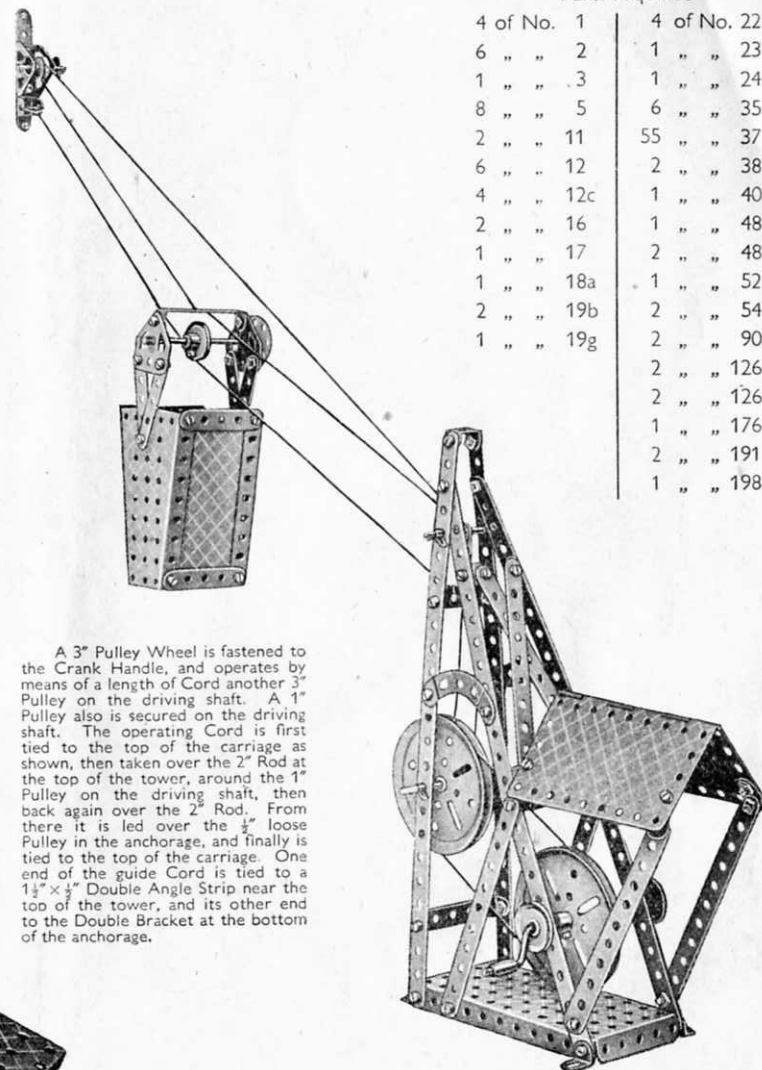 4 of No. 1
6 „ „ 2
1 „ „ 3
8 „ „ 5
2 „ „ 11
6 „ „ 12
4 „ „ 12c
2 „ „ 16
1 „ „ 17
1 „ „ 18a
2 „ „ 19b
1 „ „ 19g
4 of No. 22
1 „ „ 23
1 „ „ 24
6 „ „ 35
55 „ „ 37
2 „ „ 38
1 „ „ 40
1 „ „ 48
2 „ „ 48
1 „ „ 52
2 „ „ 54
2 „ „ 90
2 „ „ 126
2 „ „ 126
1 „ „ 176
2 „ „ 191
1 „ „ 198
A 3" Pulley Wheel is fastened to
the Crank Handle, and operates by
means of a length of Cord another 3"
Pulley on the driving shaft. A 1"
Pulley also is secured on the driving
shaft. The operating Cord is first
tied to the top of the carriage as
shown, then taken over the 2" Rod at
the top of the tower, around the 1"
Pulley on the driving shaft, then
back again over the 2" Rod. From
there it is led over the ½" loose
Pulley in the anchorage, and finally is
tied to the top of the carriage. One
end of the guide Cord is tied to a
1½" × ½" Double Angle Strip near the
top of the tower, and its other end
to the Double Bracket at the bottom
of the anchorage.